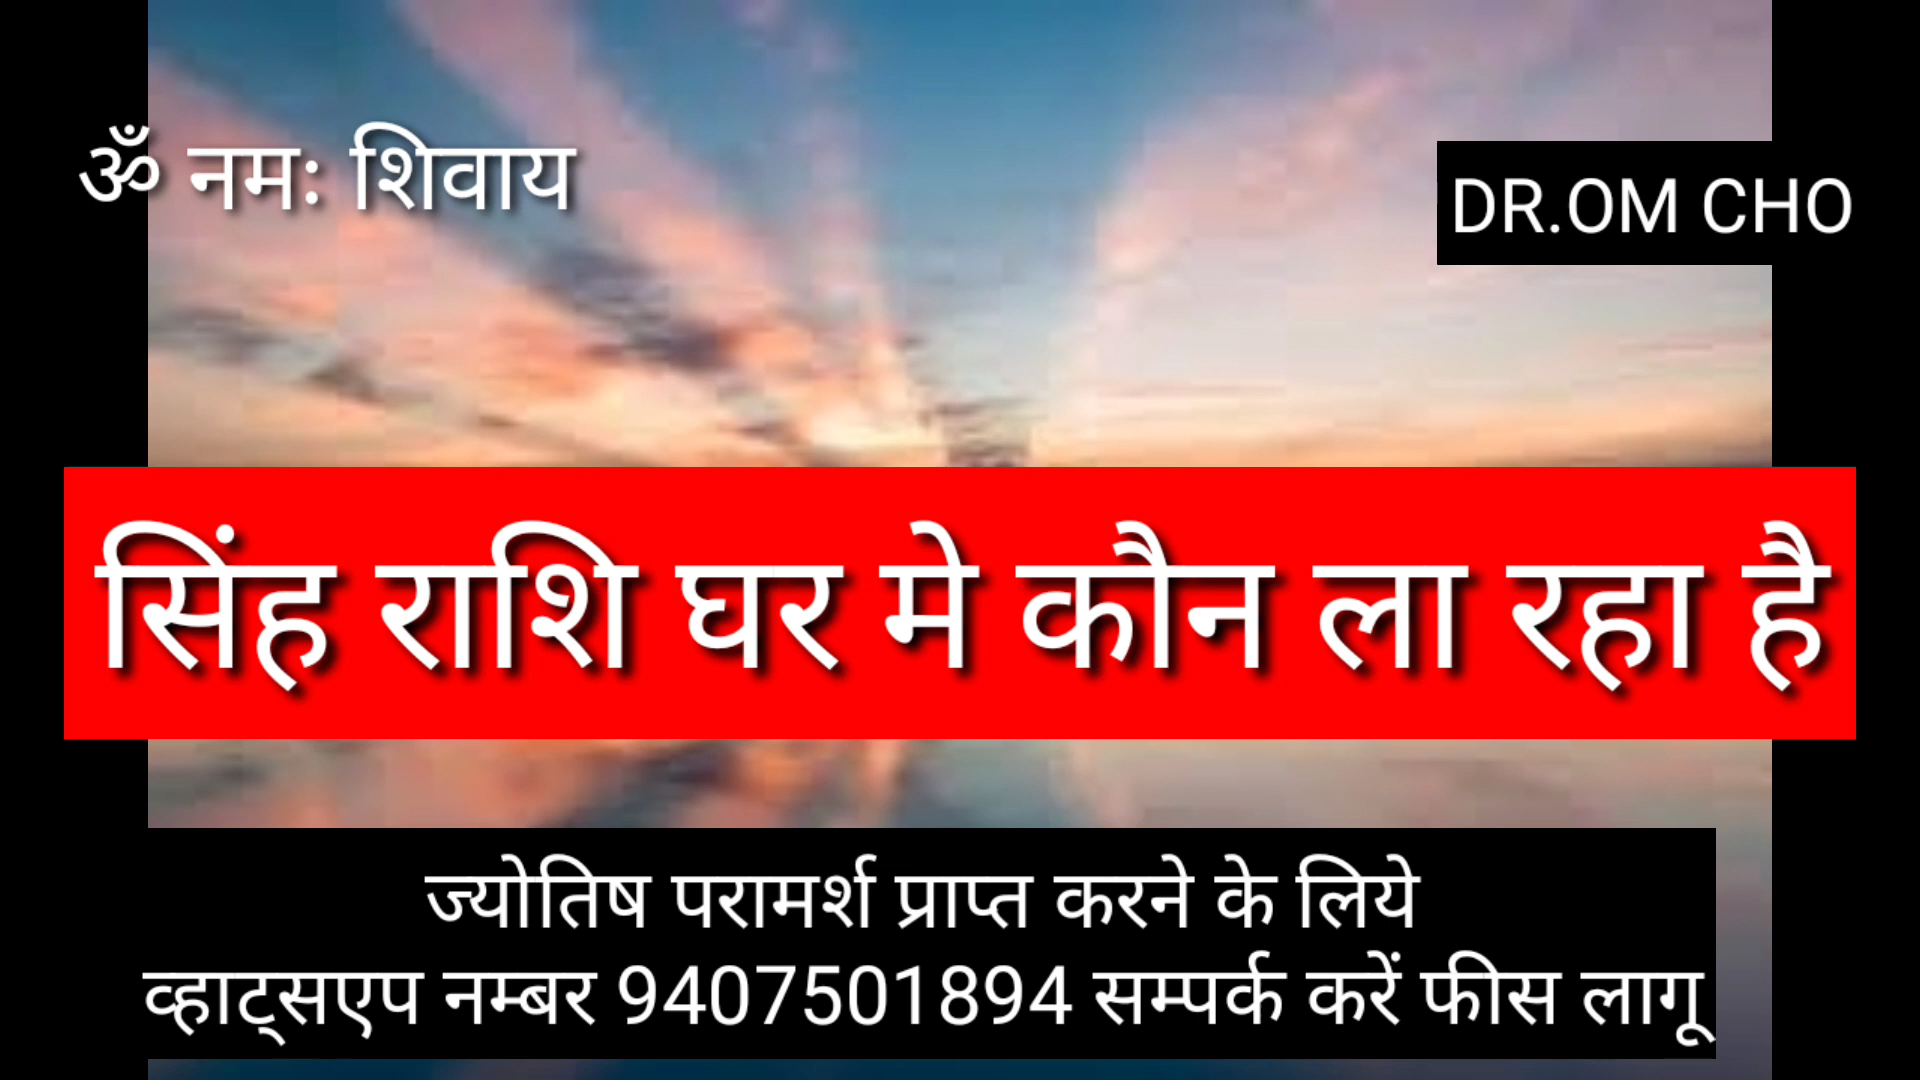 ॐ नमः शिवाय
DR.OM CHO
सिंह राशि घर मे कौन ला रहा है
ज्योतिष परामर्श प्राप्त करने के लिये
व्हाट्सएप नम्बर 9407501894 सम्पर्क करें फीस लागू